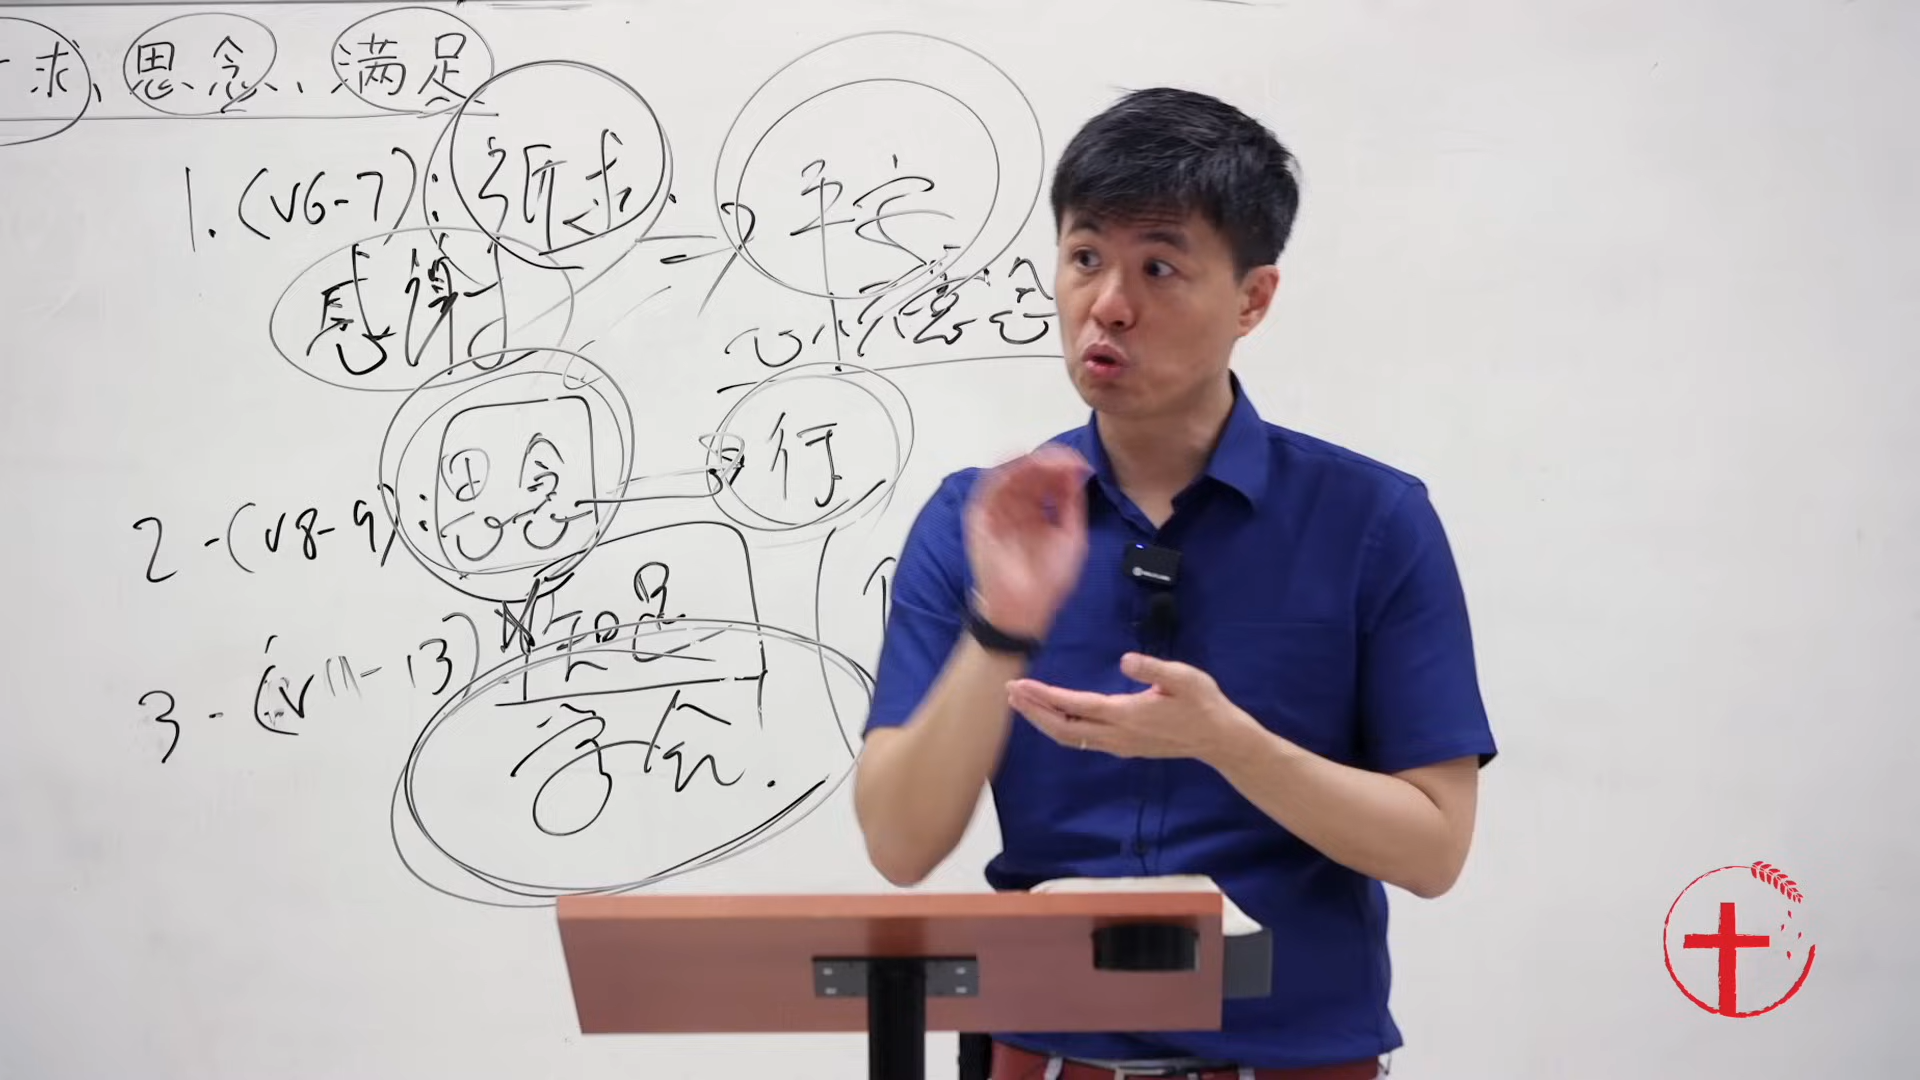 求、思念、满足
1. (v6-7): 祈求. => 平安
感谢 心怀意念
2-(v8-9): 思念 → 行
知足
3-(v11-13)
学会.